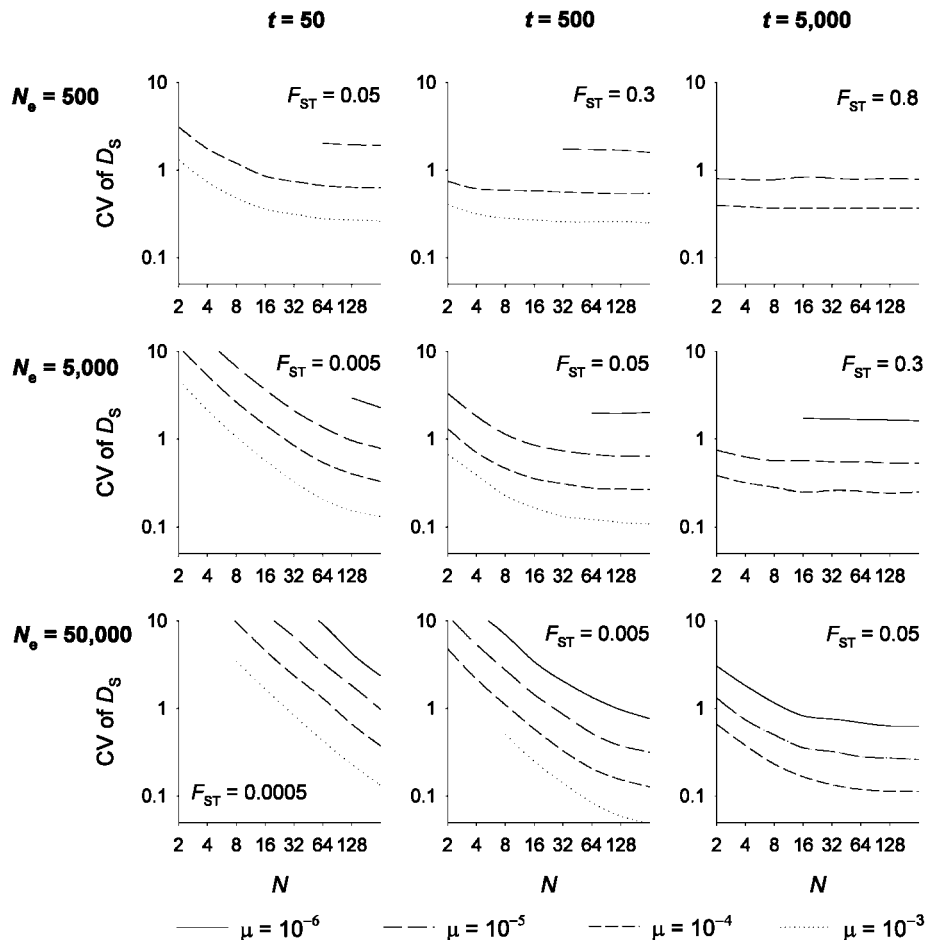 t = 50 t = 500 t = 5,000
Ne = 500
CV of Ds
10
1
0.1
FST = 0.05
2 4 8 16 32 64 128
10
1
0.1
FST = 0.3
2 4 8 16 32 64 128
10
1
0.1
FST = 0.8
2 4 8 16 32 64 128
Ne = 5,000
CV of Ds
10
1
0.1
FST = 0.005
2 4 8 16 32 64 128
10
1
0.1
FST = 0.05
2 4 8 16 32 64 128
10
1
0.1
FST = 0.3
2 4 8 16 32 64 128
Ne = 50,000
CV of Ds
10
1
0.1
FST = 0.0005
2 4 8 16 32 64 128
10
1
0.1
FST = 0.005
2 4 8 16 32 64 128
10
1
0.1
FST = 0.05
2 4 8 16 32 64 128
N N N
μ = 10⁻⁶ μ = 10⁻⁵ μ = 10⁻⁴ μ = 10⁻³